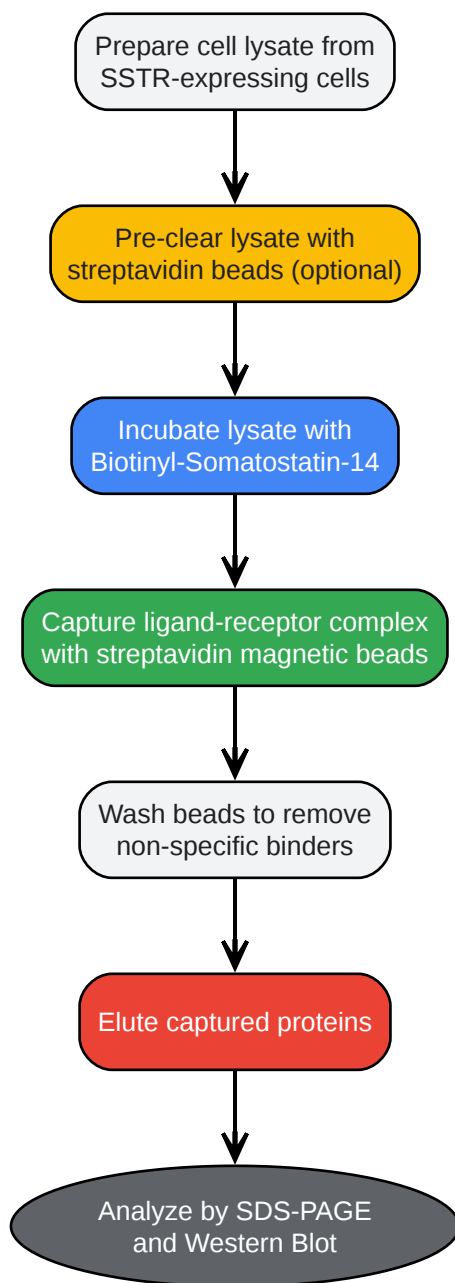 Prepare cell lysate from
SSTR-expressing cells
Pre-clear lysate with
streptavidin beads (optional)
Incubate lysate with
Biotinyl-Somatostatin-14
Capture ligand-receptor complex
with streptavidin magnetic beads
Wash beads to remove
non-specific binders
Elute captured proteins
Analyze by SDS-PAGE
and Western Blot